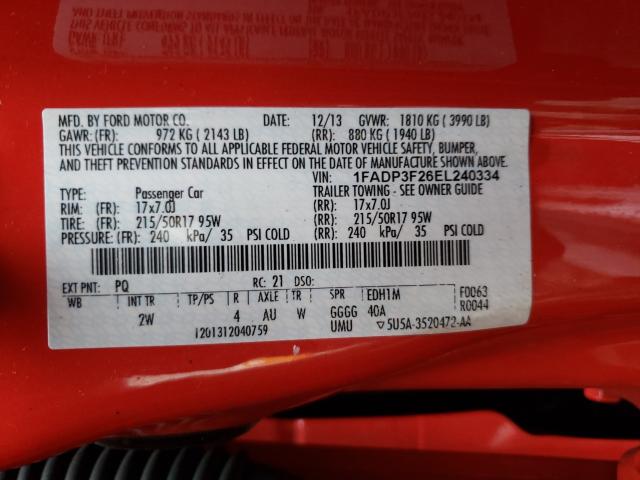 MFD. BY FORD MOTOR CO. DATE: 12/13 GVWR: 1810 KG ( 3990 LB)
GAWR: (FR): 972 KG ( 2143 LB) (RR): 880 KG ( 1940 LB)
THIS VEHICLE CONFORMS TO ALL APPLICABLE FEDERAL MOTOR VEHICLE SAFETY, BUMPER,
AND THEFT PREVENTION STANDARDS IN EFFECT ON THE DATE OF MANUFACTURE SHOWN ABOVE.
VIN: 1FADP3F26EL240334
TYPE: Passenger Car TRAILER TOWING - SEE OWNER GUIDE
RIM: (FR): 17x7.0J (RR): 17x7.0J
TIRE: (FR): 215/50R17 95W (RR): 215/50R17 95W
PRESSURE: (FR): 240 kPa/ 35 PSI COLD (RR): 240 kPa/ 35 PSI COLD
EXT PNT: PQ RC: 21 DSO:
WB INT TR TP/PS R AXLE TR SPR EDH1M F0063
2W 4 AU W GGGG 40A R0044
120131204075​9 UMU ▽5U5A-3520472-AA